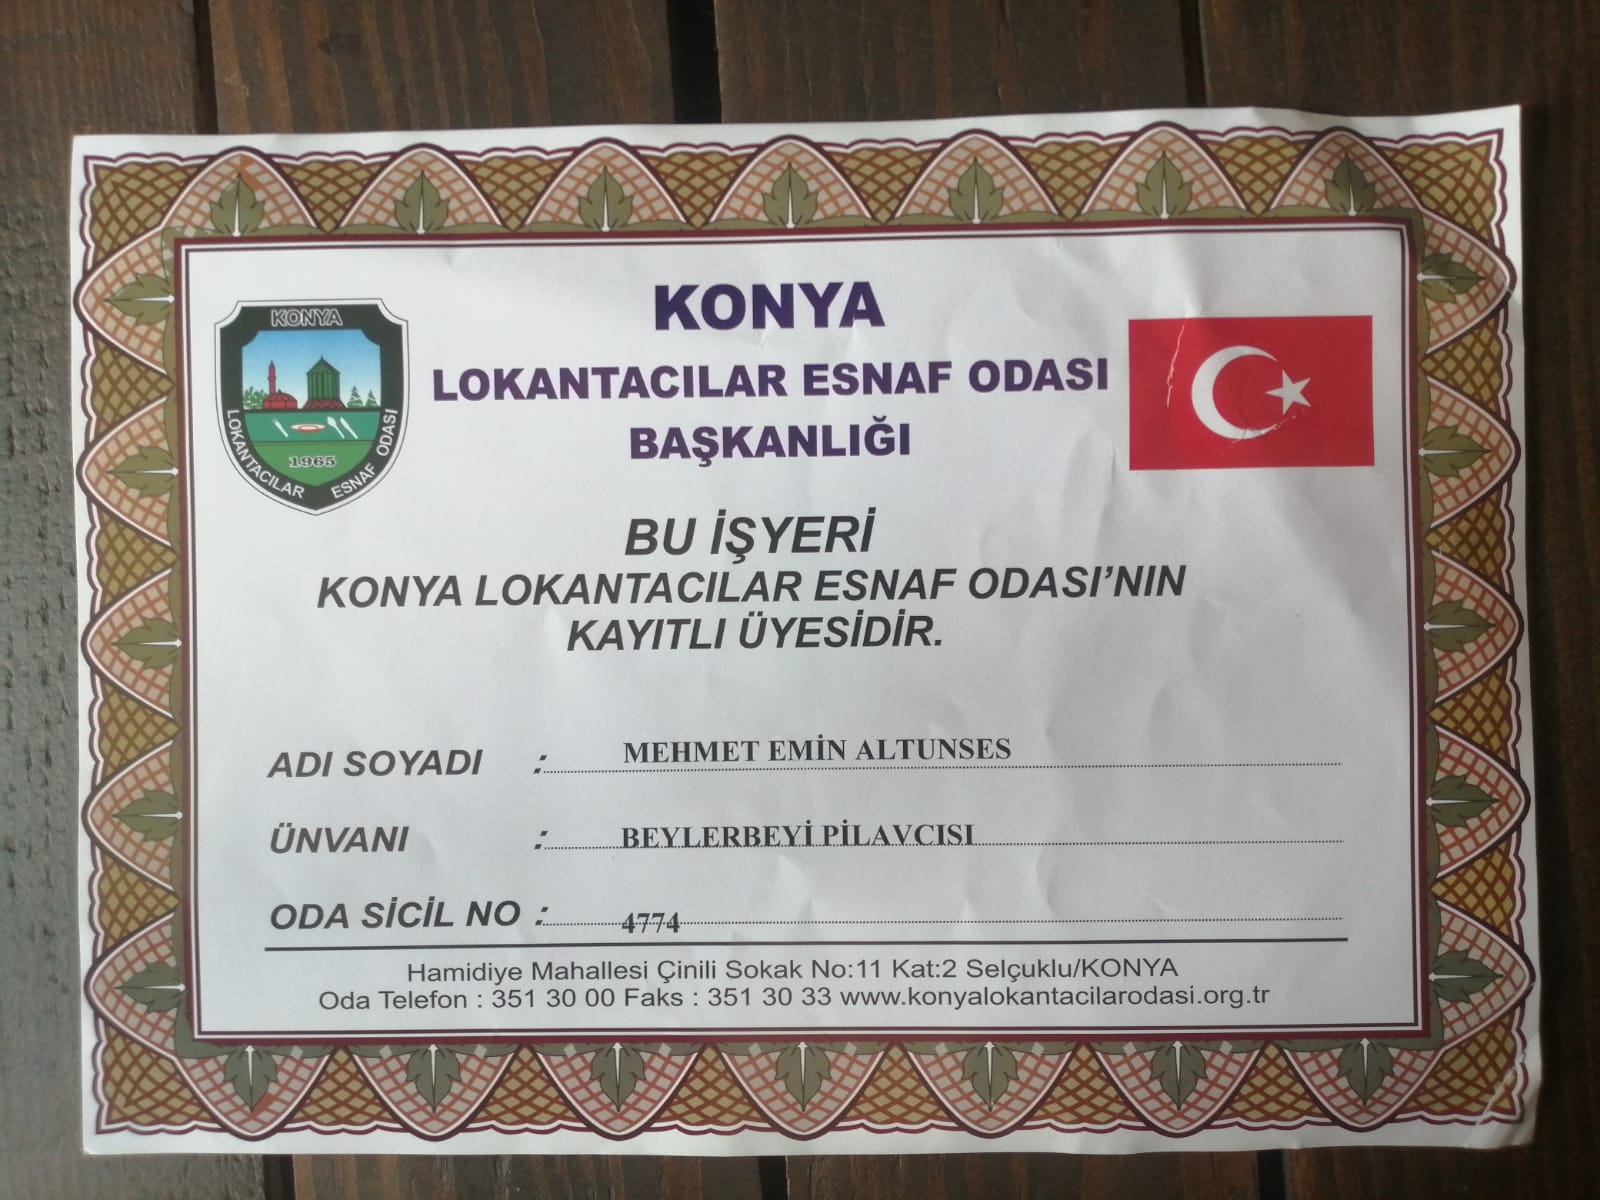 KONYA
LOKANTACILAR ESNAF ODASI
BAŞKANLIĞI
KONYA
LOKANTACILAR ESNAF ODASI
1965
BU İŞYERİ
KONYA LOKANTACILAR ESNAF ODASI'NIN
KAYITLI ÜYESİDİR.
ADI SOYADI : MEHMET EMİN ALTUNSES
ÜNVANI : BEYLERBEYİ PİLAVCISI
ODA SİCİL NO : 4774
Hamidiye Mahallesi Çinili Sokak No:11 Kat:2 Selçuklu/KONYA
Oda Telefon : 351 30 00 Faks : 351 30 33 www.konyalokantacilarodasi.org.tr